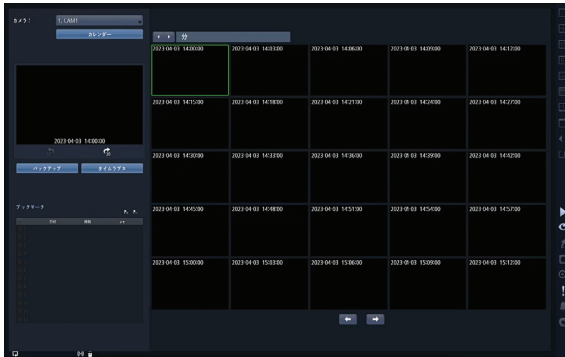 カメラ: 1. CAM1
カレンダー
分
2023-04-03 14:00:00 2023-04-03 14:03:00 2023-04-03 14:06:00 2023-04-03 14:09:00 2023-04-03 14:12:00
2023-04-03 14:15:00 2023-04-03 14:18:00 2023-04-03 14:21:00 2023-04-03 14:24:00 2023-04-03 14:27:00
2023-04-03 14:00:00
バックアップ タイムラプス
2023-04-03 14:30:00 2023-04-03 14:33:00 2023-04-03 14:36:00 2023-04-03 14:39:00 2023-04-03 14:42:00
ブックマーク
2023-04-03 14:45:00 2023-04-03 14:48:00 2023-04-03 14:51:00 2023-04-03 14:54:00 2023-04-03 14:57:00
2023-04-03 15:00:00 2023-04-03 15:03:00 2023-04-03 15:06:00 2023-04-03 15:09:00 2023-04-03 15:12:00